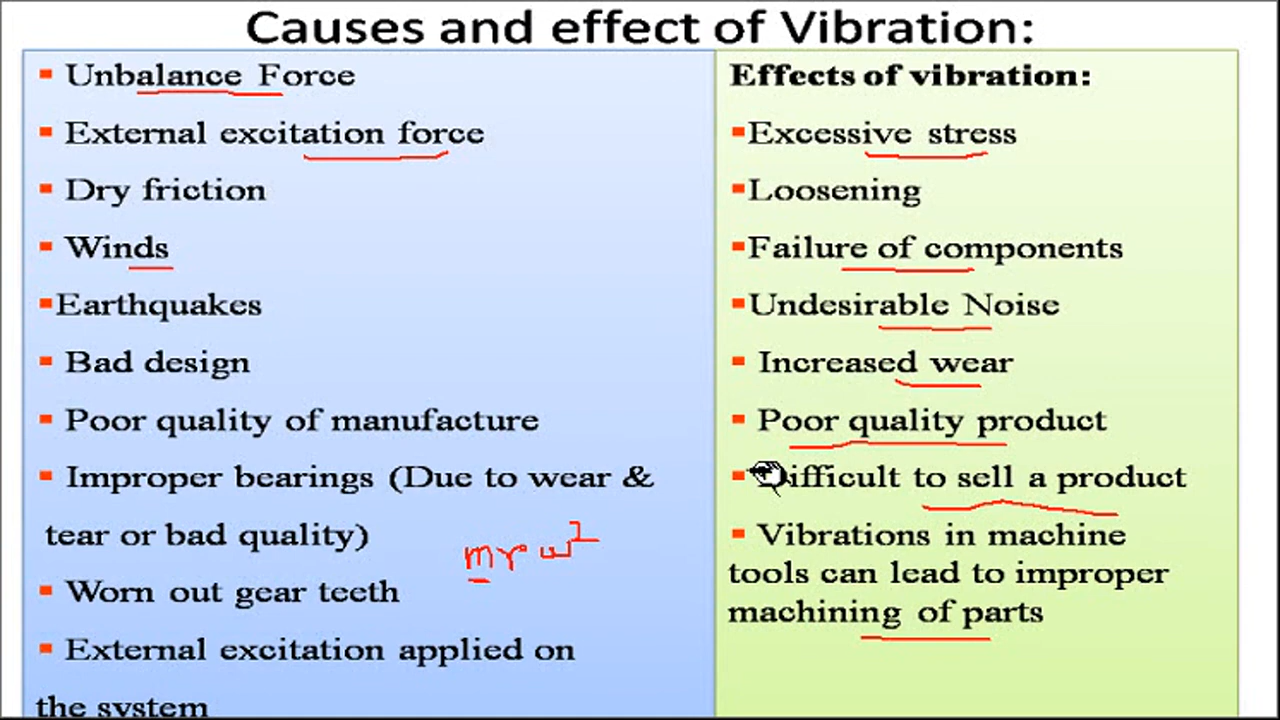 Causes and effect of Vibration:
▪ Unbalance Force
▪ External excitation force
▪ Dry friction
▪ Winds
▪Earthquakes
▪ Bad design
▪ Poor quality of manufacture
▪ Improper bearings (Due to wear &
tear or bad quality)
mrω²
▪ Worn out gear teeth
▪ External excitation applied on
the system
Effects of vibration:
▪Excessive stress
▪Loosening
▪Failure of components
▪Undesirable Noise
▪ Increased wear
▪ Poor quality product
▪ Difficult to sell a product
▪ Vibrations in machine
tools can lead to improper
machining of parts